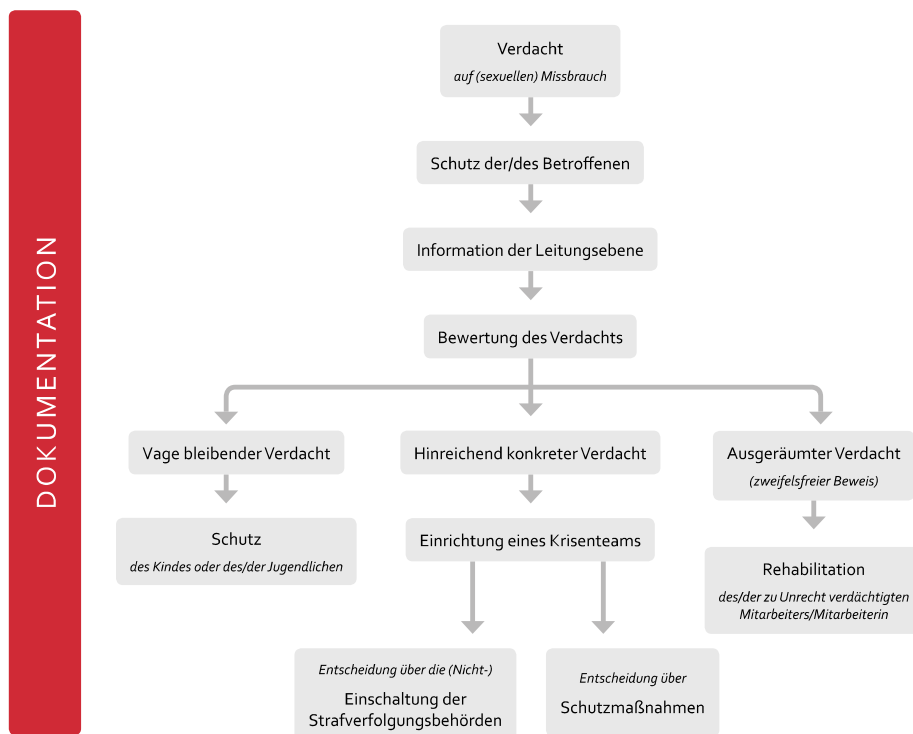 DOKUMENTATION
Verdacht
auf (sexuellen) Missbrauch
Schutz der/des Betroffenen
Information der Leitungsebene
Bewertung des Verdachts
Vage bleibender Verdacht
Hinreichend konkreter Verdacht
Ausgeräumter Verdacht
(zweifelsfreier Beweis)
Schutz
des Kindes oder des/der Jugendlichen
Einrichtung eines Krisenteams
Rehabilitation
des/der zu Unrecht verdächtigten
Mitarbeiters/Mitarbeiterin
Entscheidung über die (Nicht-)
Einschaltung der
Strafverfolgungsbehörden
Entscheidung über
Schutzmaßnahmen